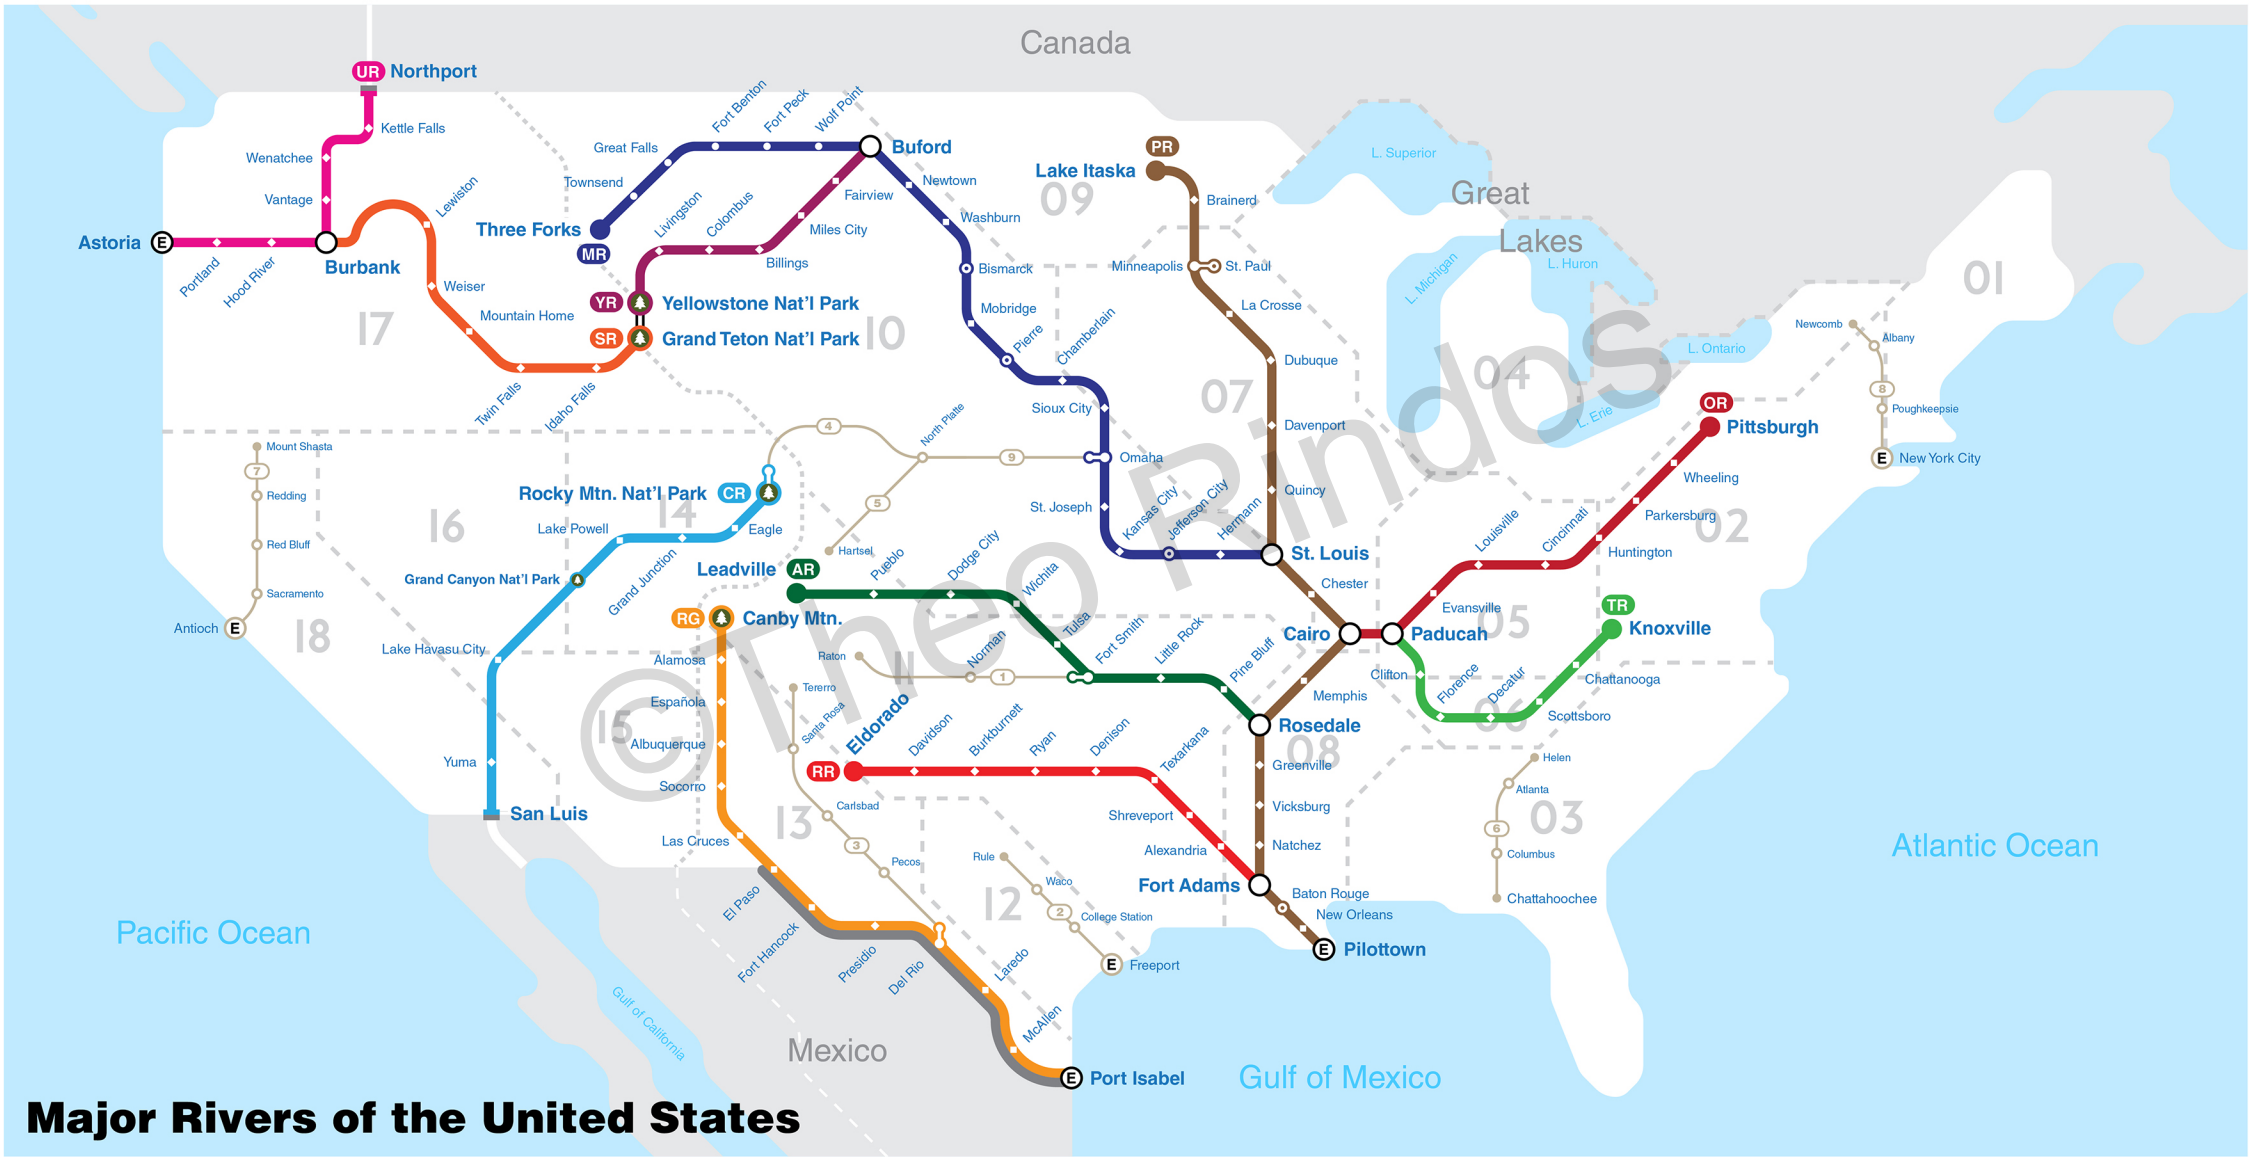 Canada
UR Northport
Kettle Falls
Wenatchee
Vantage
Astoria
E
Portland
Hood River
Burbank
Lewiston
Weiser
Mountain Home
Twin Falls
Idaho Falls
17
Fort Benton
Fort Peck
Wolf Point
Great Falls
Townsend
Three Forks
MR
Buford
Livingston
Colombus
Billings
Miles City
Fairview
YR Yellowstone Nat'l Park
SR Grand Teton Nat'l Park
10
Newtown
Washburn
Bismarck
Mobridge
Pierre
Chamberlain
Sioux City
Omaha
St. Joseph
Kansas City
Jefferson City
Hermann
St. Louis
PR
Lake Itaska
09
Brainerd
Minneapolis
St. Paul
La Crosse
Dubuque
07
Davenport
Quincy
L. Superior
Great
Lakes
L. Michigan
L. Huron
L. Ontario
L. Erie
04
01
Newcomb
Albany
8
Poughkeepsie
E
New York City
OR
Pittsburgh
Wheeling
Parkersburg
Huntington
02
Cincinnati
Louisville
Evansville
05
TR
Knoxville
Chattanooga
Scottsboro
Decatur
Florence
Clifton
06
Paducah
Cairo
Chester
Memphis
Rosedale
08
Greenville
Vicksburg
Natchez
Fort Adams
Baton Rouge
New Orleans
E
Pilottown
Helen
Atlanta
6
03
Columbus
Chattahoochee
Mount Shasta
7
Redding
Red Bluff
Sacramento
Antioch
E
18
16
14
Rocky Mtn. Nat'l Park CR
Eagle
Lake Powell
Grand Junction
Grand Canyon Nat'l Park
Lake Havasu City
Yuma
San Luis
15
4
North Platte
9
5
Hartsel
Leadville AR
Pueblo
Dodge City
Wichita
Tulsa
Fort Smith
Little Rock
Pine Bluff
11
Raton
Norman
1
RG Canby Mtn.
Alamosa
Española
Albuquerque
Socorro
Las Cruces
El Paso
Fort Hancock
Presidio
Del Rio
Laredo
McAllen
E
Port Isabel
Tererro
Santa Rosa
Carlsbad
3
Pecos
13
RR
Eldorado
Davidson
Burkburnett
Ryan
Denison
Texarkana
Shreveport
Alexandria
Rule
Waco
2
College Station
12
E
Freeport
Mexico
Gulf of California
Pacific Ocean
Gulf of Mexico
Atlantic Ocean
©Theo Rindos
Major Rivers of the United States